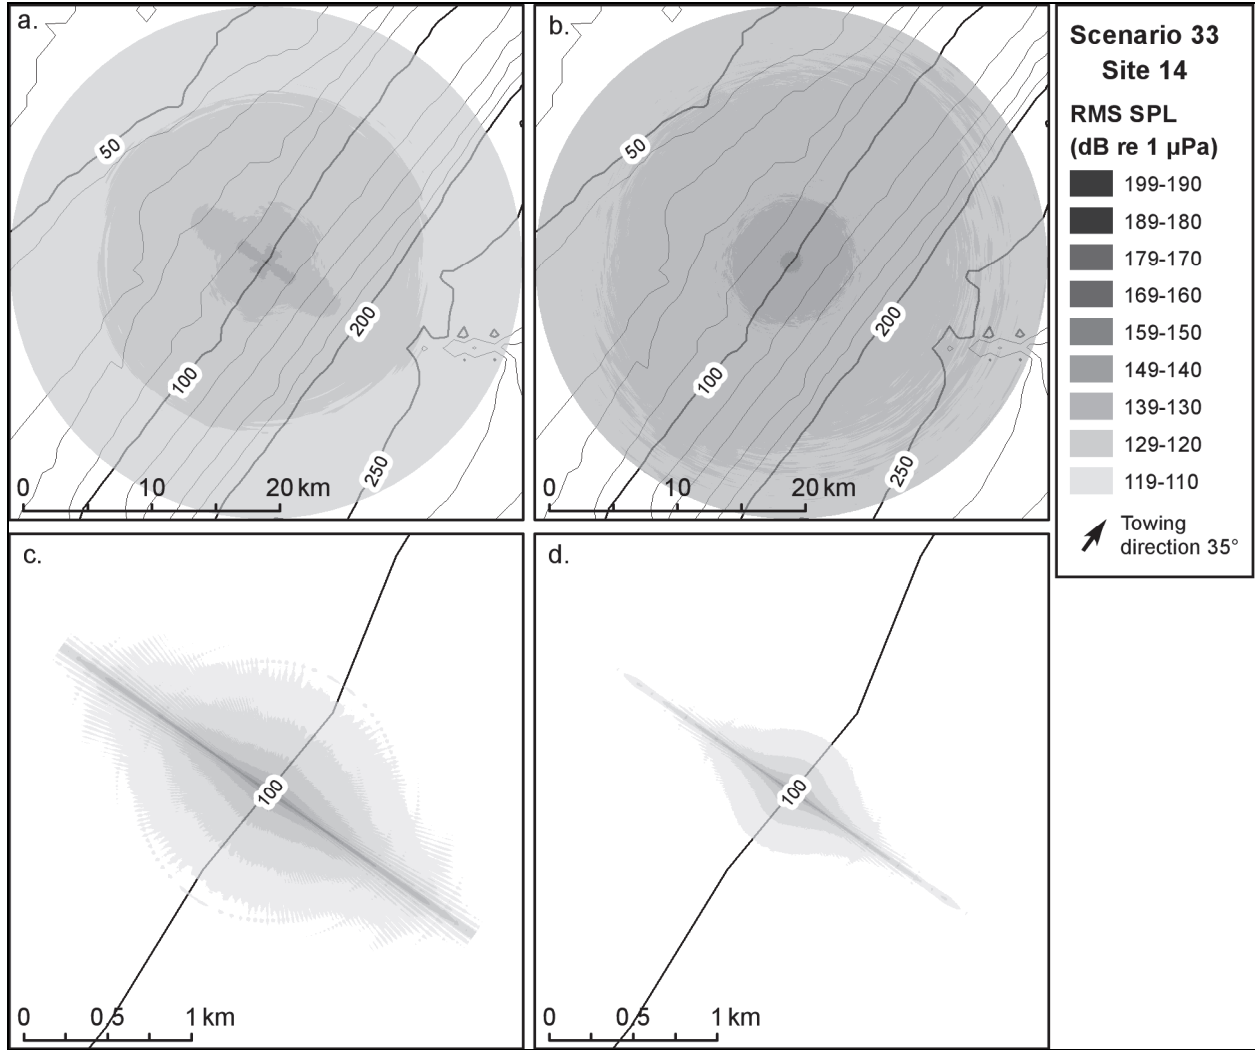 a.
50
200
100
250
0 10 20 km
b.
50
200
100
250
0 10 20 km
Scenario 33
Site 14
RMS SPL
(dB re 1 µPa)
199-190
189-180
179-170
169-160
159-150
149-140
139-130
129-120
119-110
Towing
direction 35°
c.
100
0 0.5 1 km
d.
100
0 0.5 1 km